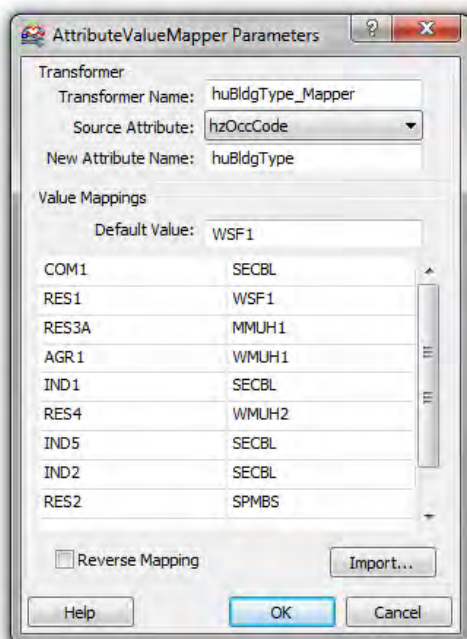 AttributeValueMapper Parameters
Transformer
Transformer Name: huBldgType_Mapper
Source Attribute: hzOccCode
New Attribute Name: huBldgType
Value Mappings
Default Value: WSF1
COM1 SECBL
RES1 WSF1
RES3A MMUH1
AGR1 WMUH1
IND1 SECBL
RES4 WMUH2
IND5 SECBL
IND2 SECBL
RES2 SPMBS
Reverse Mapping Import...
Help OK Cancel